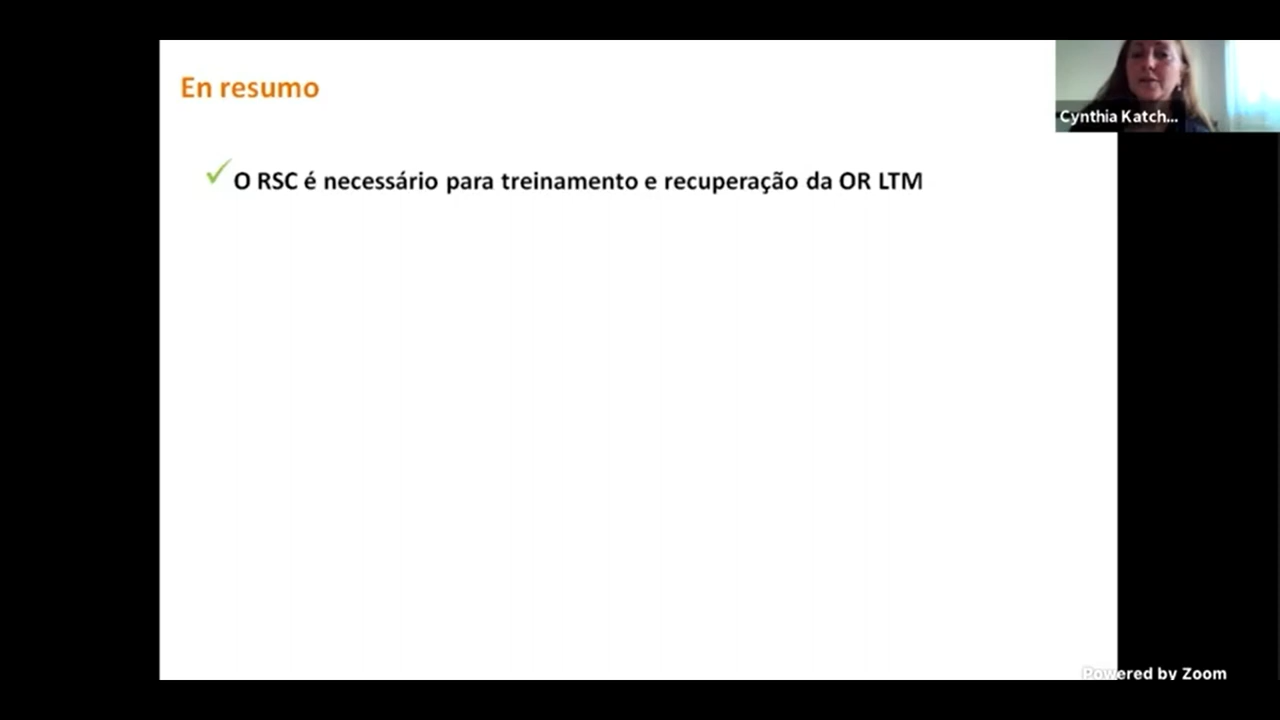 En resumo
Cynthia Katch...
O RSC é necessário para treinamento e recuperação da OR LTM
Powered by Zoom